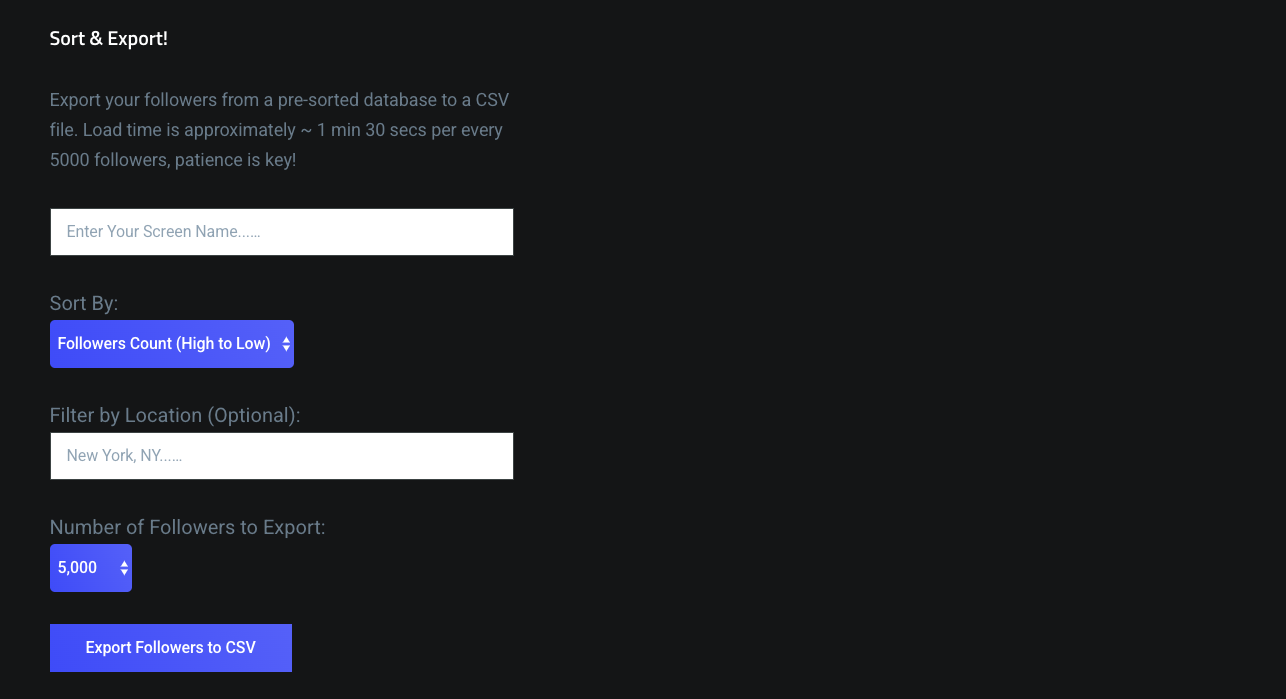 Sort & Export!
Export your followers from a pre-sorted database to a CSV
file. Load time is approximately ~ 1 min 30 secs per every
5000 followers, patience is key!
Enter Your Screen Name......
Sort By:
Followers Count (High to Low)
Filter by Location (Optional):
New York, NY......
Number of Followers to Export:
5,000
Export Followers to CSV